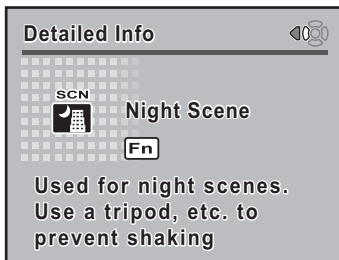 Detailed Info
SCN
Night Scene
Fn
Used for night scenes.
Use a tripod, etc. to
prevent shaking